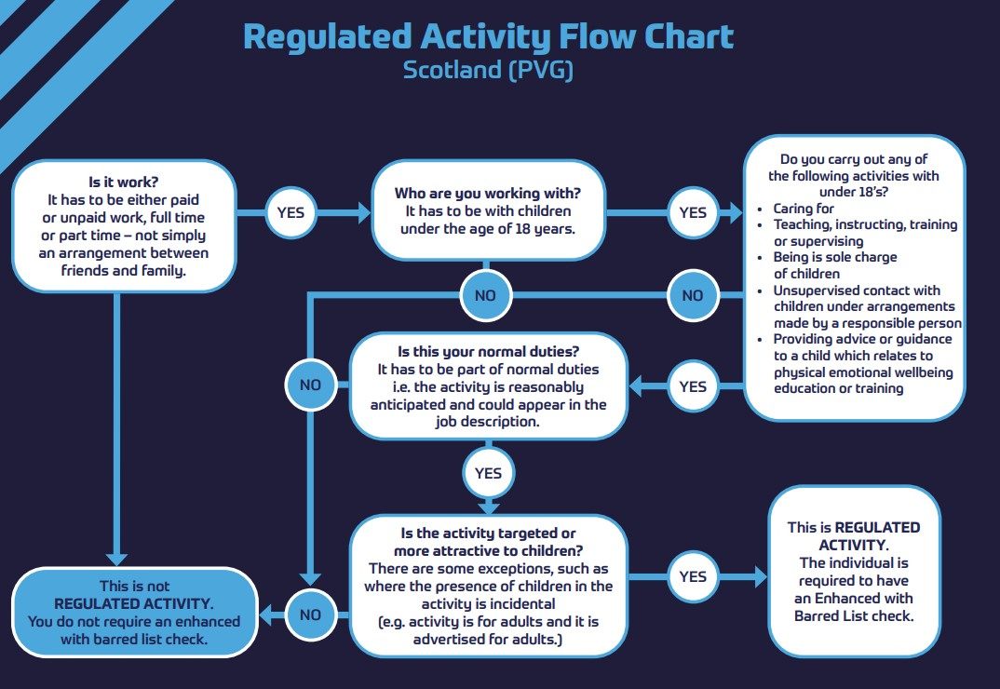 Regulated Activity Flow Chart
Scotland (PVG)
Is it work?
It has to be either paid
or unpaid work, full time
or part time – not simply
an arrangement between
friends and family.
YES
Who are you working with?
It has to be with children
under the age of 18 years.
YES
Do you carry out any of
the following activities with
under 18's?
• Caring for
• Teaching, instructing, training
or supervising
• Being is sole charge
of children
• Unsupervised contact with
children under arrangements
made by a responsible person
• Providing advice or guidance
to a child which relates to
physical emotional wellbeing
education or training
NO
NO
Is this your normal duties?
It has to be part of normal duties
i.e. the activity is reasonably
anticipated and could appear in the
job description.
NO
YES
YES
Is the activity targeted or
more attractive to children?
There are some exceptions, such as
where the presence of children in the
activity is incidental
(e.g. activity is for adults and it is
advertised for adults.)
YES
This is REGULATED
ACTIVITY.
The individual is
required to have
an Enhanced with
Barred List check.
NO
This is not
REGULATED ACTIVITY.
You do not require an enhanced
with barred list check.